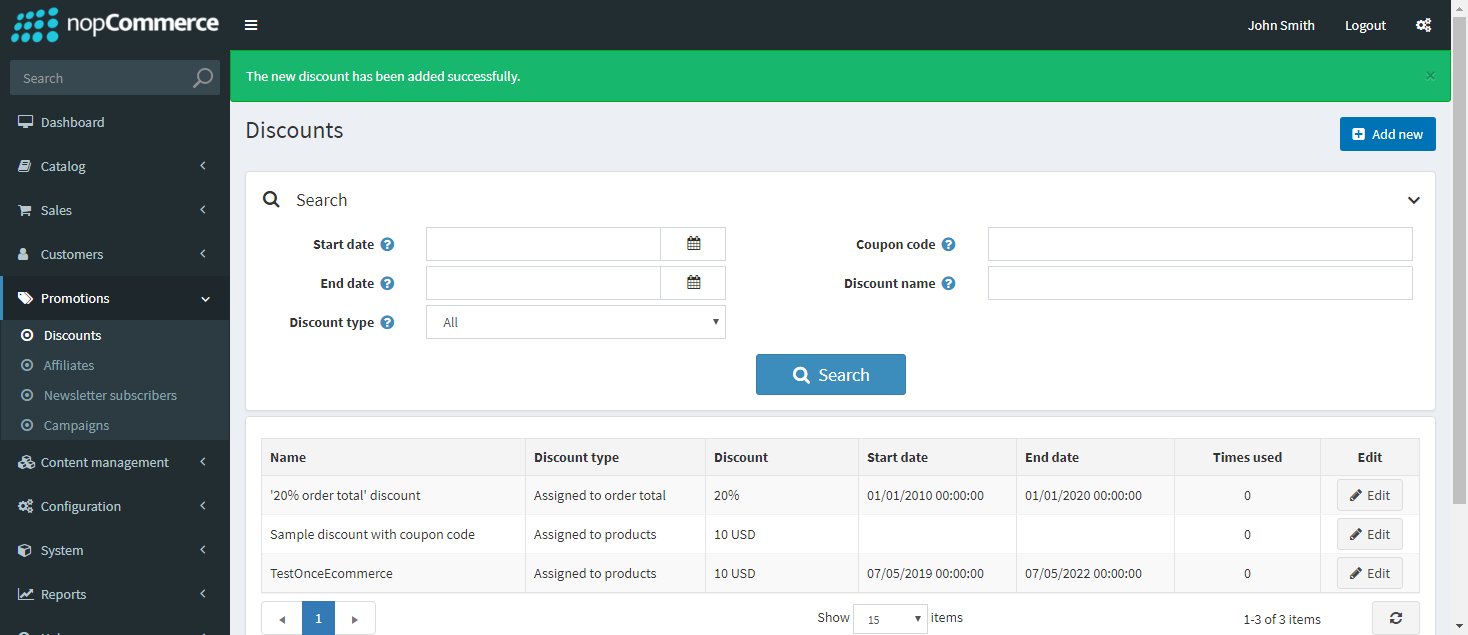 nopCommerce
John Smith Logout
Search
The new discount has been added successfully. ×
Dashboard
Catalog
Sales
Customers
Promotions
Discounts
Affiliates
Newsletter subscribers
Campaigns
Content management
Configuration
System
Reports
Discounts
Add new
Search
Start date ? Coupon code ?
End date ? Discount name ?
Discount type ? All
Search
Name Discount type Discount Start date End date Times used Edit
'20% order total' discount Assigned to order total 20% 01/01/2010 00:00:00 01/01/2020 00:00:00 0 Edit
Sample discount with coupon code Assigned to products 10 USD 0 Edit
TestOnceEcommerce Assigned to products 10 USD 07/05/2019 00:00:00 07/05/2022 00:00:00 0 Edit
1 Show 15 items 1-3 of 3 items